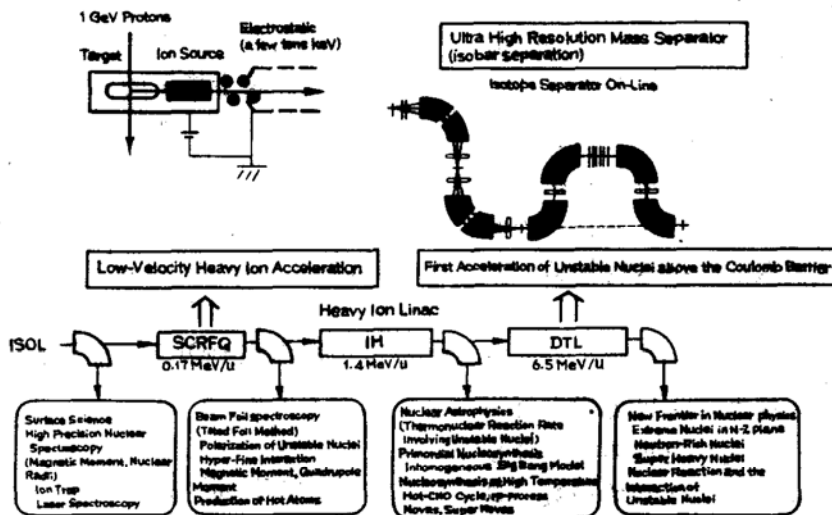 1 GeV Protons
Target
Ion Source
Electrostatic
(a few tens keV)
Ultra High Resolution Mass Separator
(isobar separation)
Isotope Separator On-Line
Low-Velocity Heavy Ion Acceleration
First Acceleration of Unstable Nuclei above the Coulomb Barrier
Heavy Ion Linac
ISOL
SCRFQ
0.17 MeV/u
IH
1.4 MeV/u
DTL
6.5 MeV/u
Surface Science
High Precision Nuclear
Spectuscopy
(Magnetic Moment, Nuclear
Radii)
Ion Trap
Laser Spectroscopy
Beam Foil spectroscopy
(Tilted Foil Method)
Polarization of Unstable Nuclei
Hyper-Fine Interaction
Magnetic Moment, Quadrupole
Moment
Production of Hot Atoms
Nuclear Astrophysics
(Thermonuclear Reaction Rate
Involving Unstable Nuclei)
Primordial Nucleosynthesis
Inhomogeneous Big Bang Model
Nucleosynthesis at High Temperature
Hot-CNO Cycle, rp-process
Novas, Super Novas
New Frontier in Nuclear physics
Extreme Nuclei in N-Z plane
Neutron-Rich Nuclei
Super Heavy Nuclei
Nuclear Reaction and the
Interaction of
Unstable Nuclei